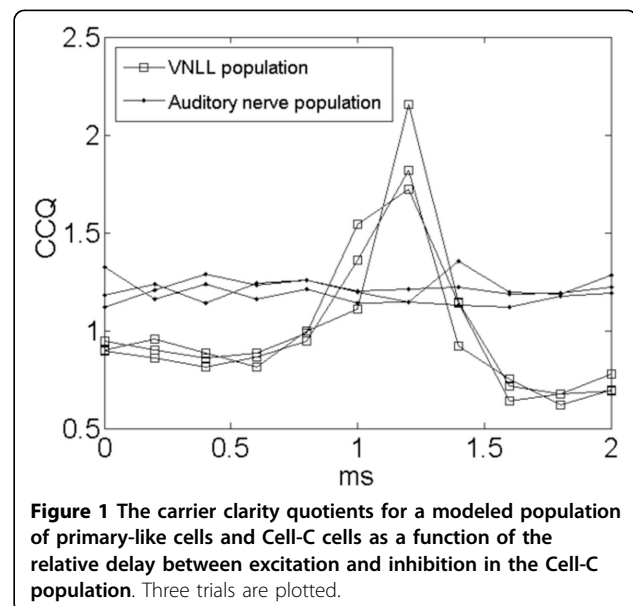 2.5
VNLL population
Auditory nerve population
2
CCQ
1.5
1
0.5
0 0.5 1 1.5 2
ms
Figure 1 The carrier clarity quotients for a modeled population
of primary-like cells and Cell-C cells as a function of the
relative delay between excitation and inhibition in the Cell-C
population. Three trials are plotted.